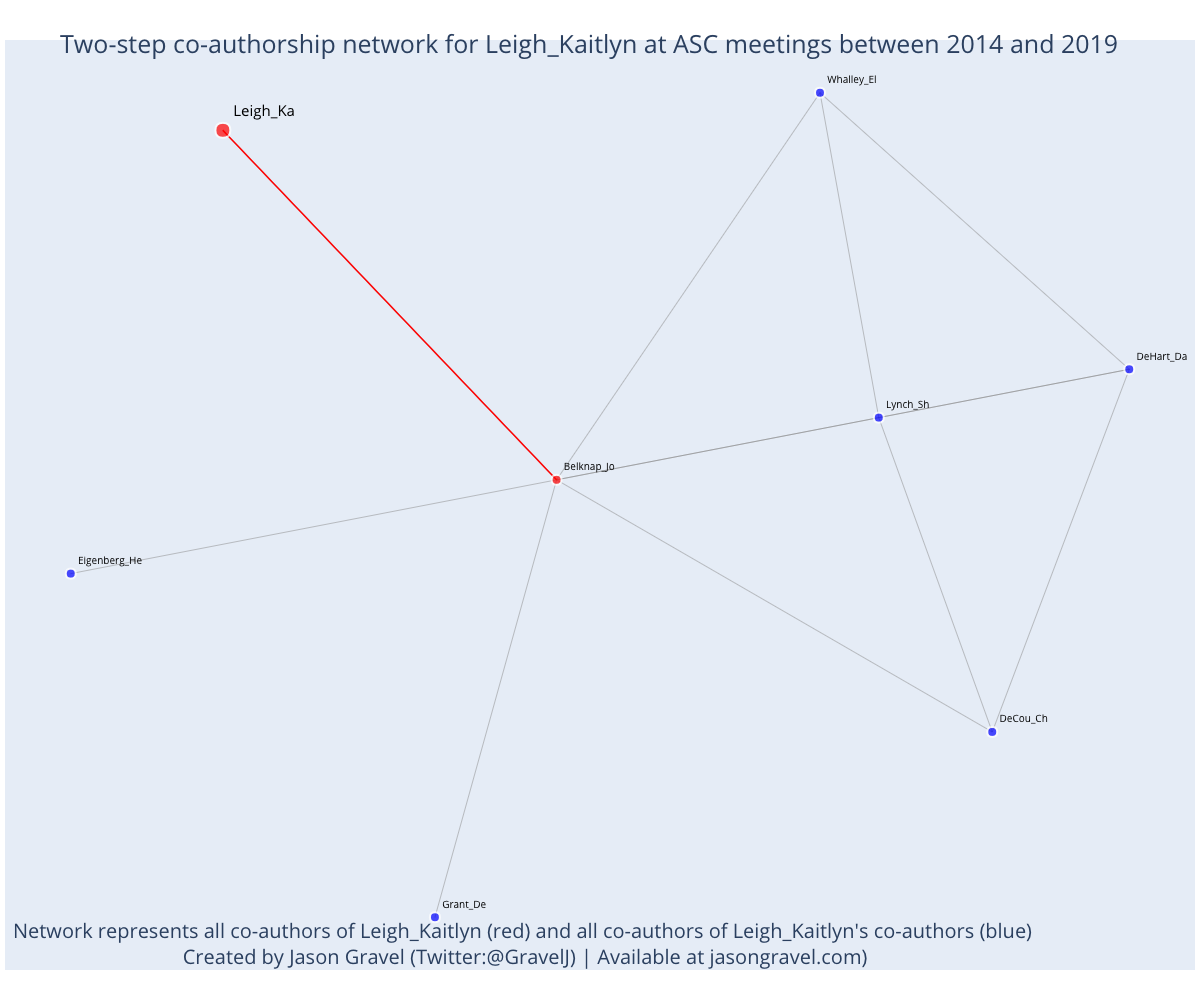 Two-step co-authorship network for Leigh_Kaitlyn at ASC meetings between 2014 and 2019
Whalley_El
Leigh_Ka
DeHart_Da
Lynch_Sh
Belknap_Jo
Eigenberg_He
DeCou_Ch
Grant_De
Network represents all co-authors of Leigh_Kaitlyn (red) and all co-authors of Leigh_Kaitlyn's co-authors (blue)
Created by Jason Gravel (Twitter:@GravelJ) | Available at jasongravel.com)